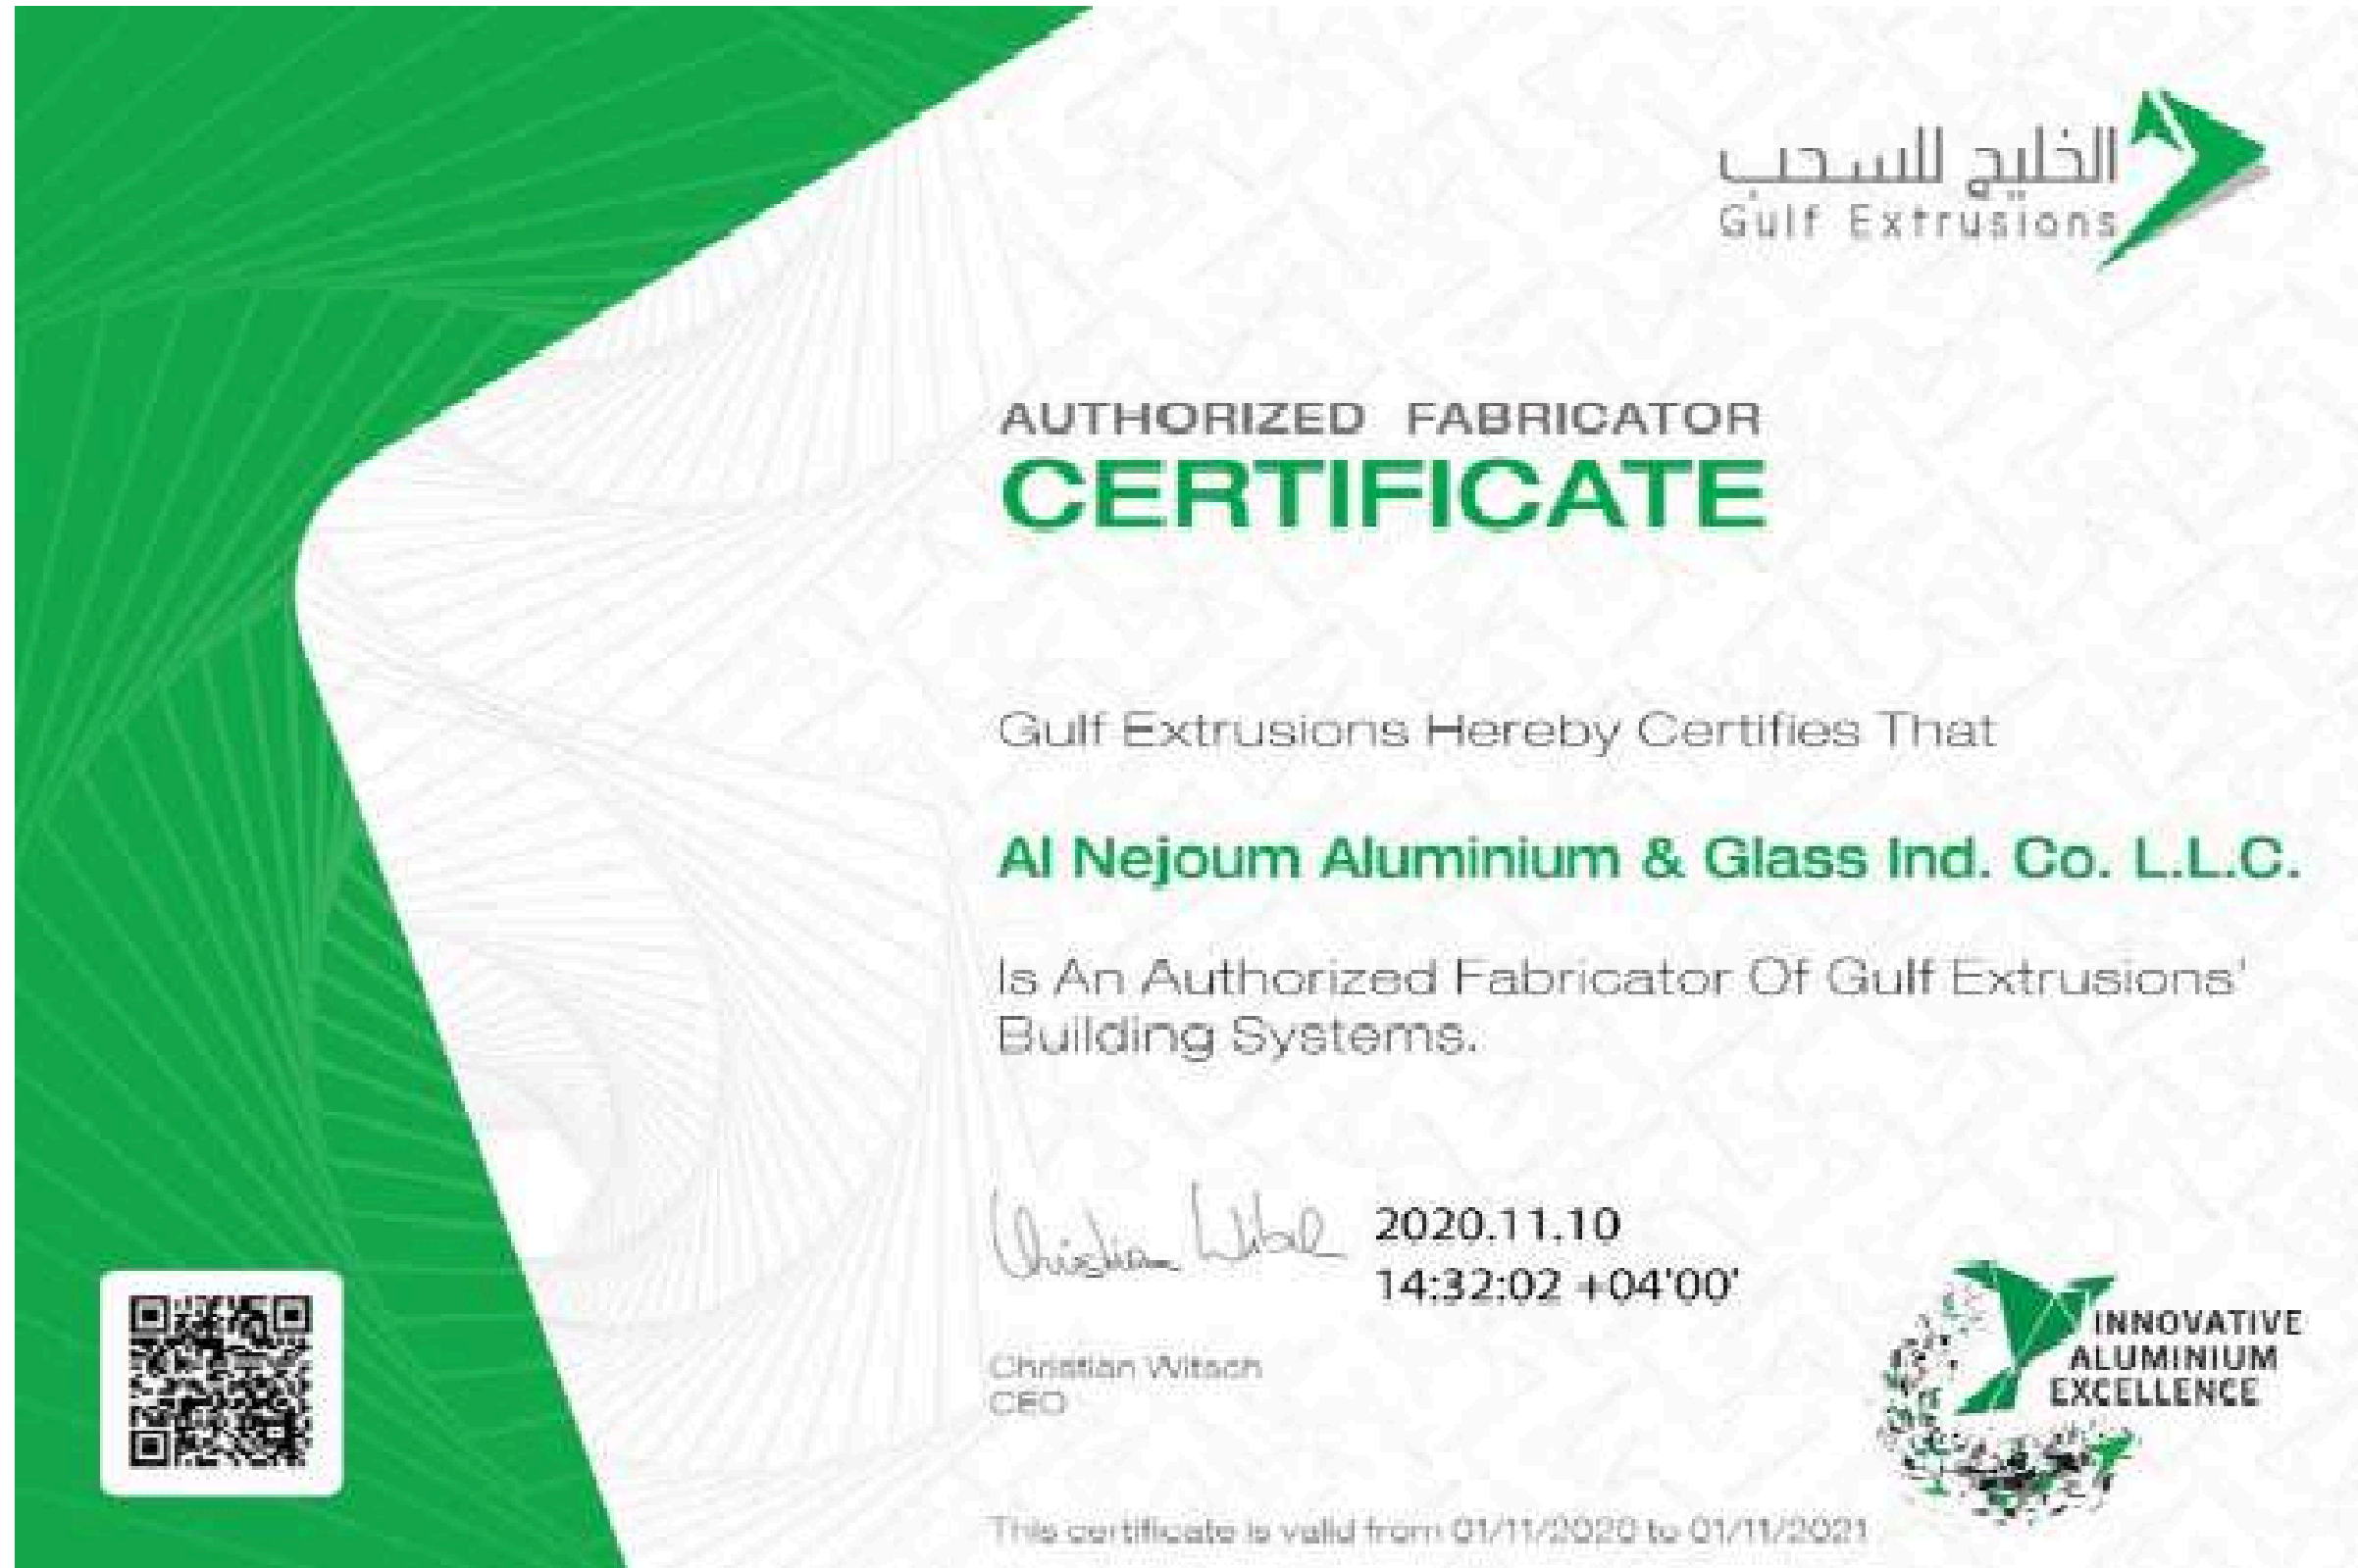 الخليج للسحب
Gulf Extrusions
AUTHORIZED FABRICATOR
CERTIFICATE
Gulf Extrusions Hereby Certifies That
Al Nejoum Aluminium & Glass Ind. Co. L.L.C.
Is An Authorized Fabricator Of Gulf Extrusions'
Building Systems.
2020.11.10
14:32:02 +04'00'
Christian Witsch
CEO
INNOVATIVE
ALUMINIUM
EXCELLENCE
This certificate is valid from 01/11/2020 to 01/11/2021